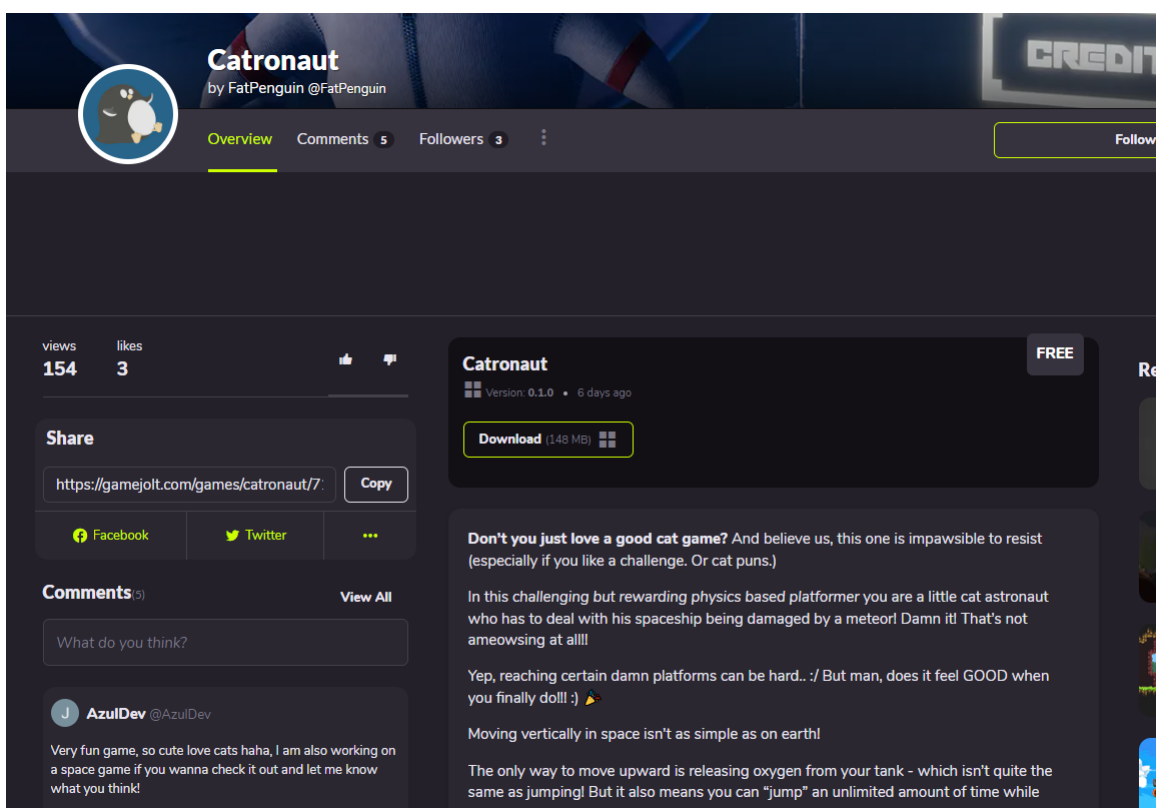 Catronaut
by FatPenguin @FatPenguin
CREDIT
Overview Comments 5 Followers 3
Follow
views likes
154 3
Share
https://gamejolt.com/games/catronaut/7
Copy
Facebook Twitter
Comments(5) View All
What do you think?
J AzulDev @AzulDev
Very fun game, so cute love cats haha, I am also working on
a space game if you wanna check it out and let me know
what you think!
Catronaut
FREE
Version: 0.1.0 • 6 days ago
Download (148 MB)
Don't you just love a good cat game? And believe us, this one is impawsible to resist
(especially if you like a challenge. Or cat puns.)
In this challenging but rewarding physics based platformer you are a little cat astronaut
who has to deal with his spaceship being damaged by a meteor! Damn it! That's not
ameowsing at all!!
Yep, reaching certain damn platforms can be hard.. :/ But man, does it feel GOOD when
you finally do!!! :) 🎉
Moving vertically in space isn't as simple as on earth!
The only way to move upward is releasing oxygen from your tank - which isn't quite the
same as jumping! But it also means you can “jump” an unlimited amount of time while
Re